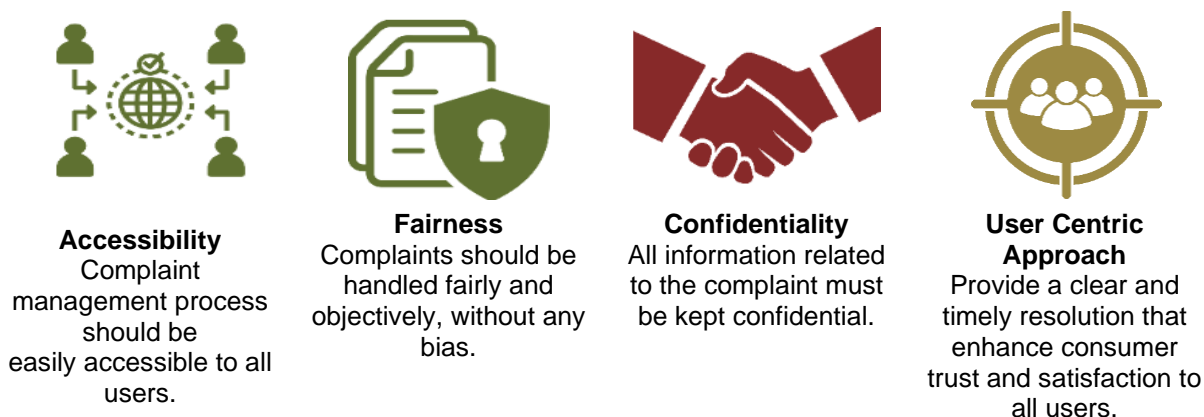 Accessibility
Complaint
management process
should be
easily accessible to all
users.
Fairness
Complaints should be
handled fairly and
objectively, without any
bias.
Confidentiality
All information related
to the complaint must
be kept confidential.
User Centric
Approach
Provide a clear and
timely resolution that
enhance consumer
trust and satisfaction to
all users.